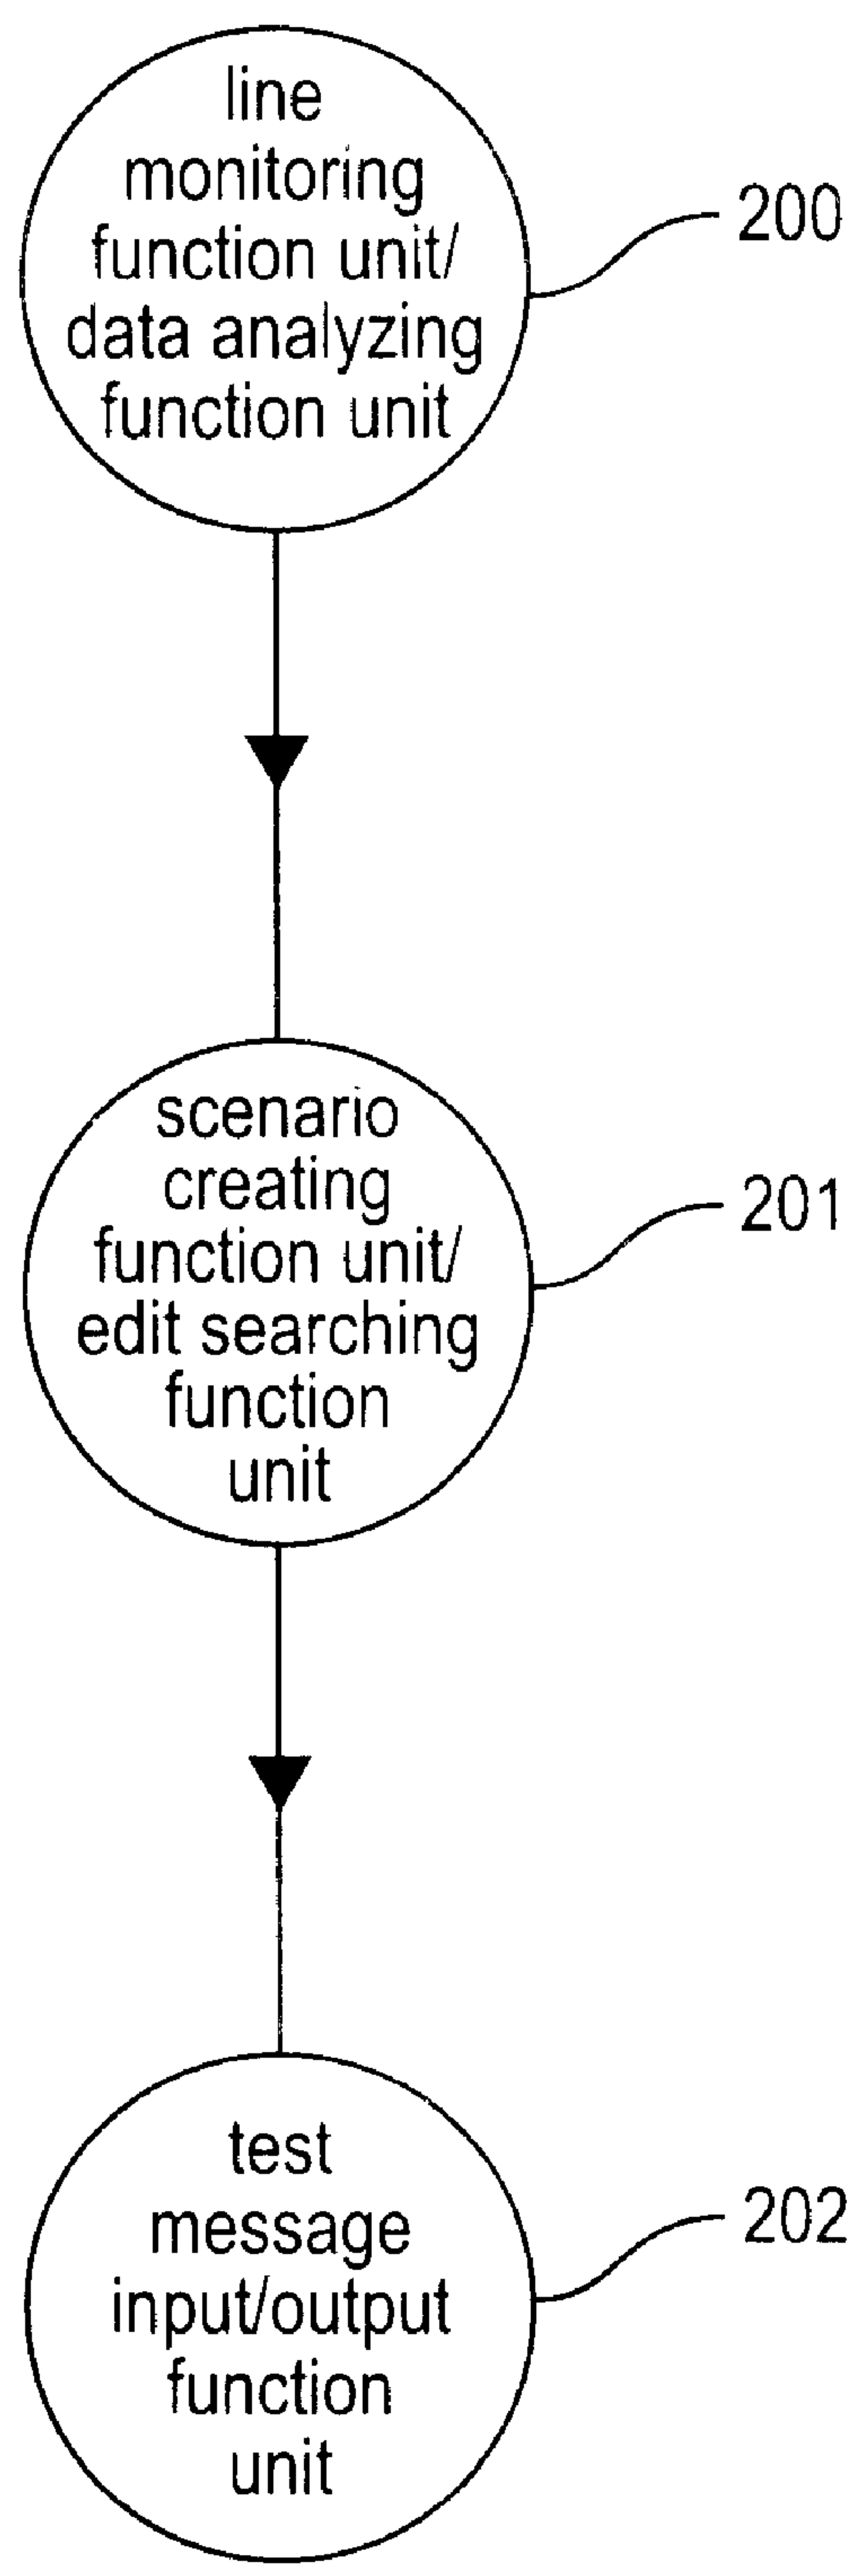 line
monitoring
function unit/
data analyzing
function unit
200
scenario
creating
function unit/
edit searching
function
unit
201
test
message
input/output
function
unit
202